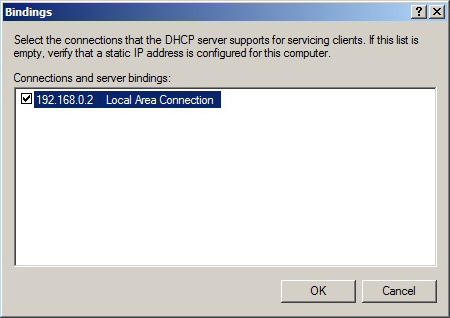 Bindings
Select the connections that the DHCP server supports for servicing clients. If this list is
empty, verify that a static IP address is configured for this computer.
Connections and server bindings:
192.168.0.2 Local Area Connection
OK Cancel